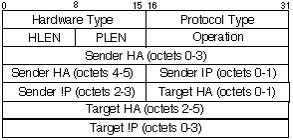 0 8 15 16 31
Hardware Type Protocol Type
HLEN PLEN Operation
Sender HA (octets 0-3)
Sender HA (octets 4-5) Sender IP (octets 0-1)
Sender !P (octets 2-3) Target HA (octets 0-1)
Target HA (octets 2-5)
Target !P (octets 0-3)